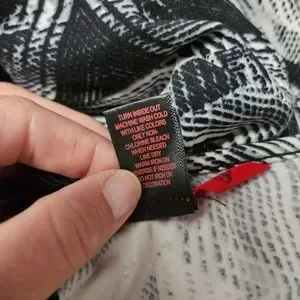 TURN INSIDE OUT
MACHINE WASH COLD
WITH LIKE COLORS
ONLY NON-
CHLORINE BLEACH
WHEN NEEDED
LINE DRY
WARM IRON ON
REVERSE IF NEEDED
DO NOT IRON ON
DECORATION